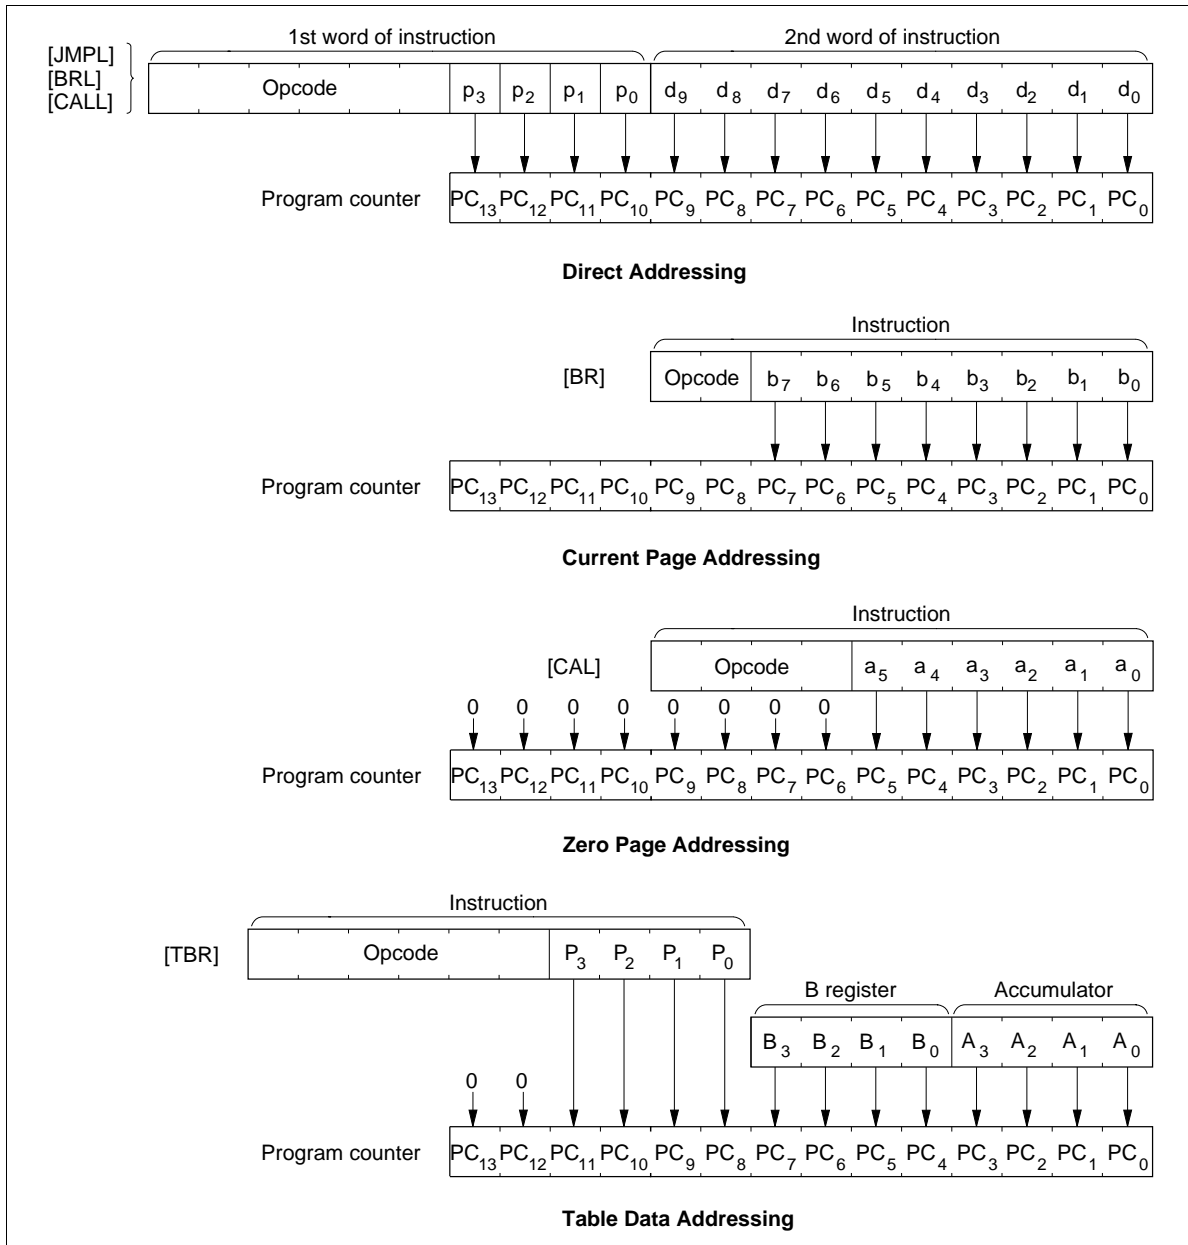 1st word of instruction 2nd word of instruction
[JMPL]
[BRL]
[CALL]
Opcode p3 p2 p1 p0 d9 d8 d7 d6 d5 d4 d3 d2 d1 d0
Program counter PC13 PC12 PC11 PC10 PC9 PC8 PC7 PC6 PC5 PC4 PC3 PC2 PC1 PC0
Direct Addressing
Instruction
[BR] Opcode b7 b6 b5 b4 b3 b2 b1 b0
Program counter PC13 PC12 PC11 PC10 PC9 PC8 PC7 PC6 PC5 PC4 PC3 PC2 PC1 PC0
Current Page Addressing
Instruction
[CAL] Opcode a5 a4 a3 a2 a1 a0
0 0 0 0 0 0 0 0
Program counter PC13 PC12 PC11 PC10 PC9 PC8 PC7 PC6 PC5 PC4 PC3 PC2 PC1 PC0
Zero Page Addressing
Instruction
[TBR] Opcode P3 P2 P1 P0
B register Accumulator
B3 B2 B1 B0 A3 A2 A1 A0
0 0
Program counter PC13 PC12 PC11 PC10 PC9 PC8 PC7 PC6 PC5 PC4 PC3 PC2 PC1 PC0
Table Data Addressing